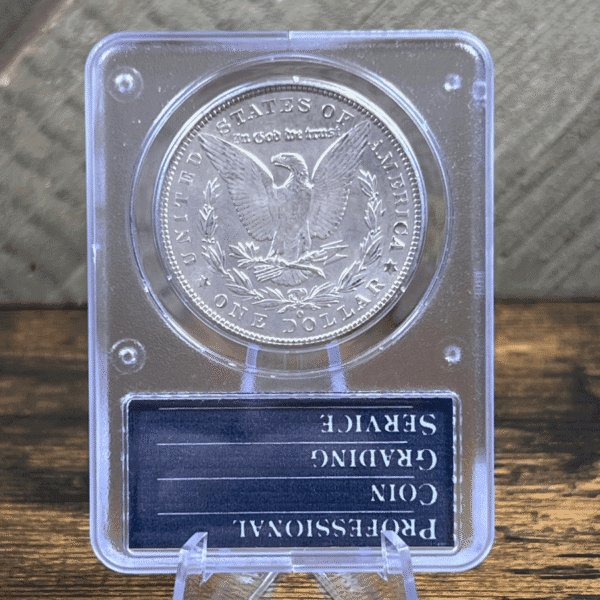 UNITED STATES OF AMERICA
In God we trust
ONE DOLLAR
O
PROFESSIONAL
COIN
GRADING
SERVICE